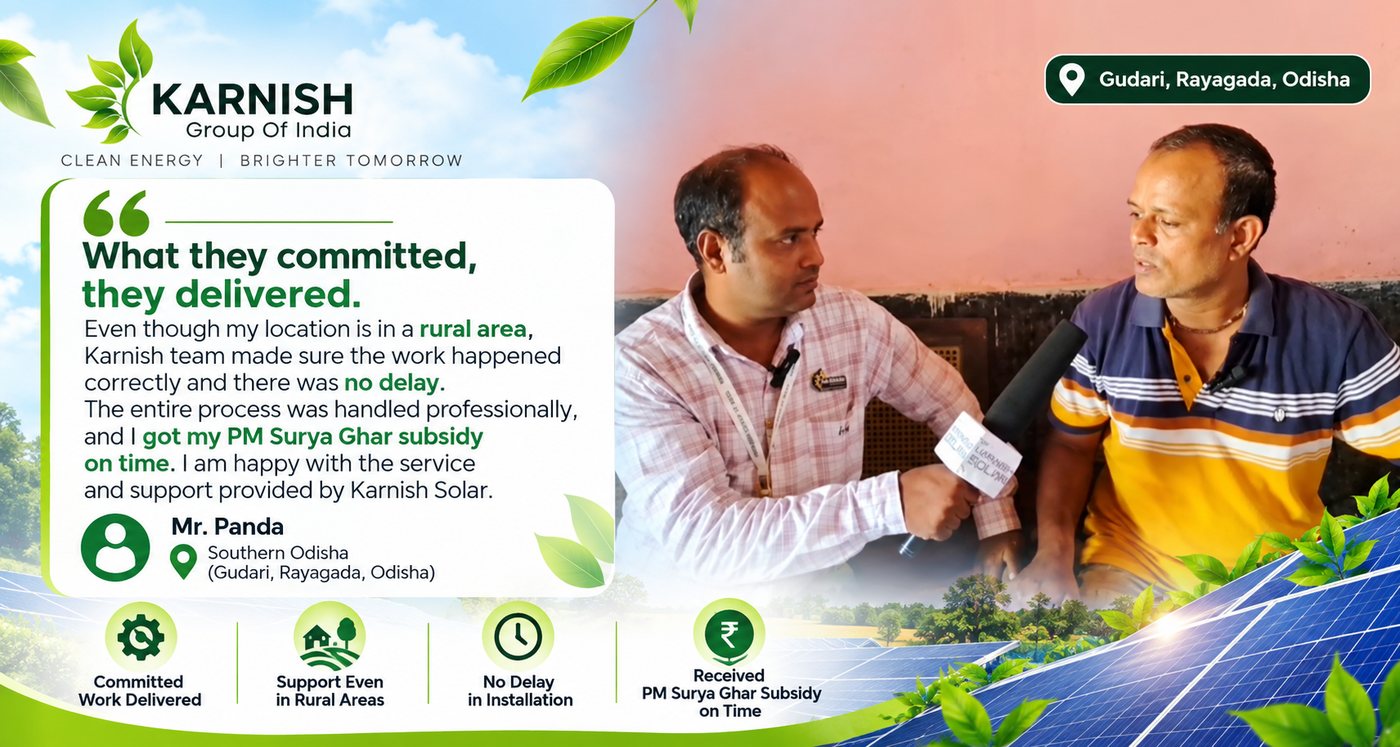 KARNISH
Group Of India
CLEAN ENERGY | BRIGHTER TOMORROW
Gudari, Rayagada, Odisha
What they committed,
they delivered.
Even though my location is in a rural area,
Karnish team made sure the work happened
correctly and there was no delay.
The entire process was handled professionally,
and I got my PM Surya Ghar subsidy
on time. I am happy with the service
and support provided by Karnish Solar.
Mr. Panda
Southern Odisha
(Gudari, Rayagada, Odisha)
Committed
Work Delivered
Support Even
in Rural Areas
No Delay
in Installation
₹
Received
PM Surya Ghar Subsidy
on Time